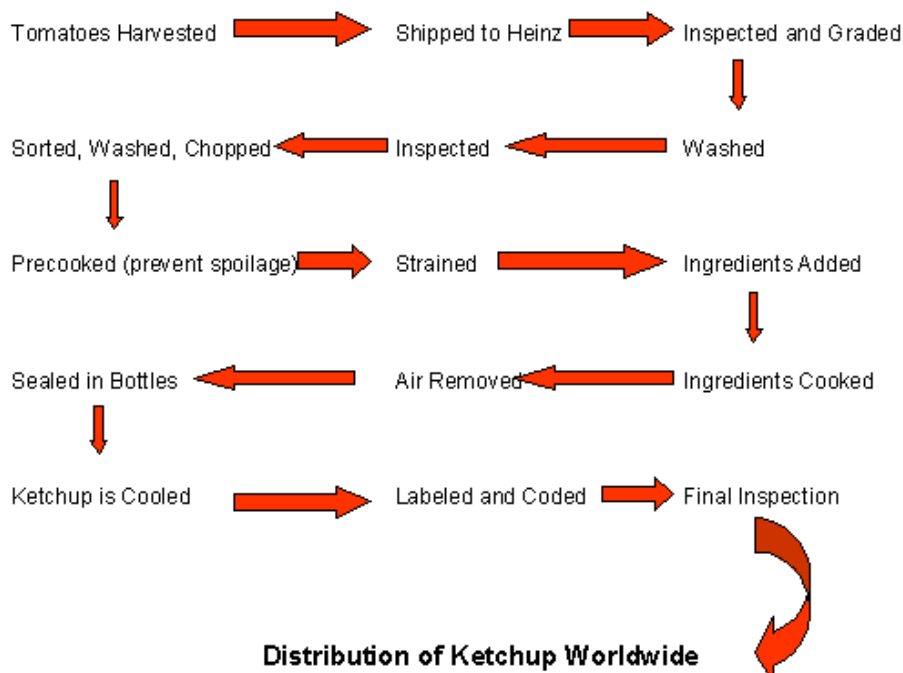 Tomatoes Harvested
Shipped to Heinz
Inspected and Graded
Washed
Inspected
Sorted, Washed, Chopped
Precooked (prevent spoilage)
Strained
Ingredients Added
Ingredients Cooked
Air Removed
Sealed in Bottles
Ketchup is Cooled
Labeled and Coded
Final Inspection
Distribution of Ketchup Worldwide